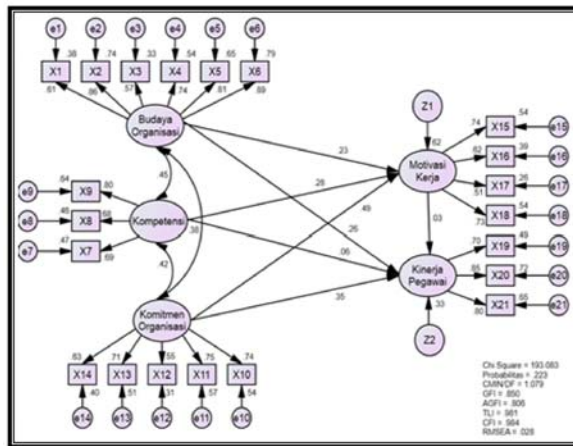 e1 e2 e3 e4 e5 e6
.38 .74 .33 .54 .65 .79
X1 X2 X3 X4 X5 X6
.61 .86 .57 .74 .81 .89
Budaya
Organisasi
Z1
.62
Motivasi
Kerja
.74 X15 .54 e15
.62 X16 .39 e16
.51 X17 .26 e17
.73 X18 .54 e18
.23
.45
.28
.49
.38
.26
.03
e9 .64 X9 .80
e8 .46 X8 .68
e7 .47 X7 .69
Kompetensi
.06
.42
.35
Kinerja
Pegawai
.33
Z2
.70 X19 .49 e19
.85 X20 .72 e20
.80 X21 .65 e21
Komitmen
Organisasi
.63 .71 .55 .75 .74
X14 X13 X12 X11 X10
.40 .51 .31 .57 .54
e14 e13 e12 e11 e10
Chi Square = 193.083
Probabilitas = .223
CMIN/DF = 1.079
GFI = .850
AGFI = .806
TLI = .981
CFI = .984
RMSEA = .028